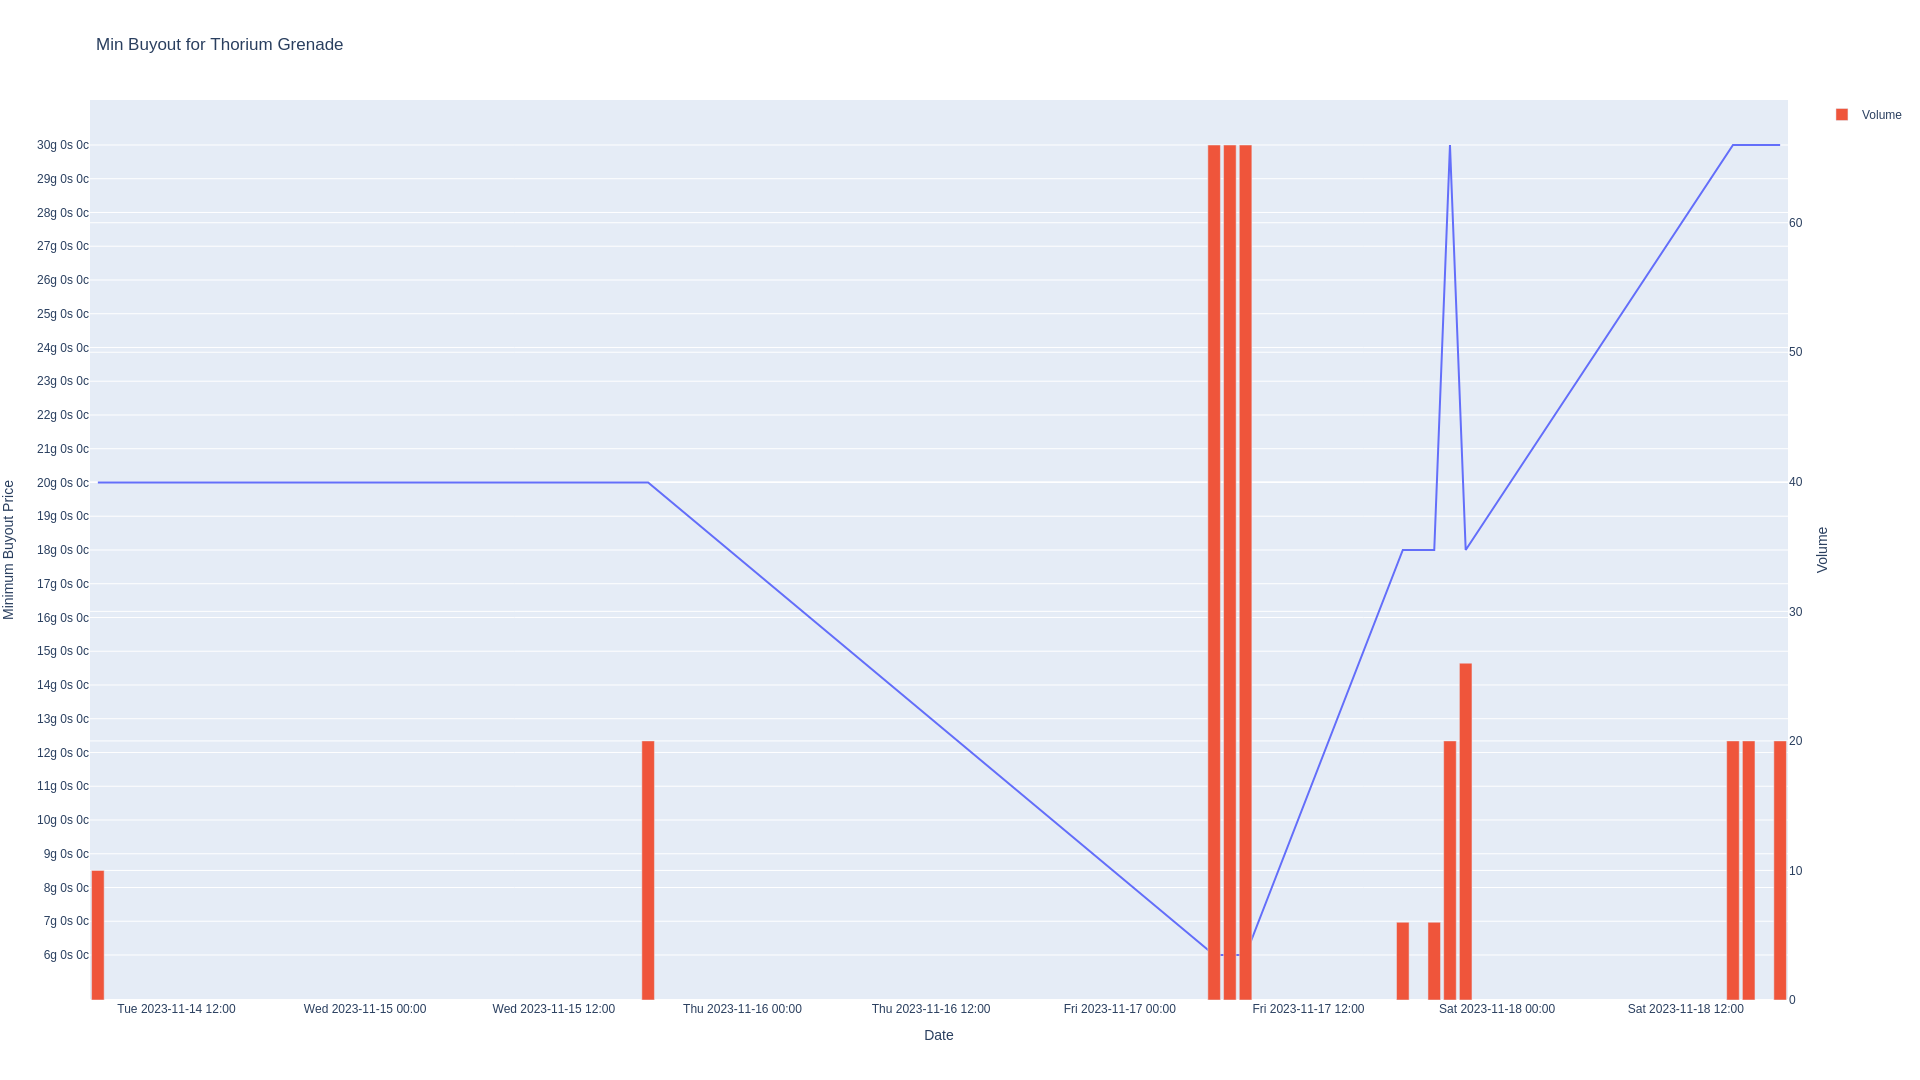 Min Buyout for Thorium Grenade
Volume
30g 0s 0c
29g 0s 0c
28g 0s 0c
27g 0s 0c
26g 0s 0c
25g 0s 0c
24g 0s 0c
23g 0s 0c
22g 0s 0c
21g 0s 0c
20g 0s 0c
19g 0s 0c
18g 0s 0c
17g 0s 0c
16g 0s 0c
15g 0s 0c
14g 0s 0c
13g 0s 0c
12g 0s 0c
11g 0s 0c
10g 0s 0c
9g 0s 0c
8g 0s 0c
7g 0s 0c
6g 0s 0c
Minimum Buyout Price
60
50
40
30
20
10
0
Volume
Tue 2023-11-14 12:00
Wed 2023-11-15 00:00
Wed 2023-11-15 12:00
Thu 2023-11-16 00:00
Thu 2023-11-16 12:00
Fri 2023-11-17 00:00
Fri 2023-11-17 12:00
Sat 2023-11-18 00:00
Sat 2023-11-18 12:00
Date